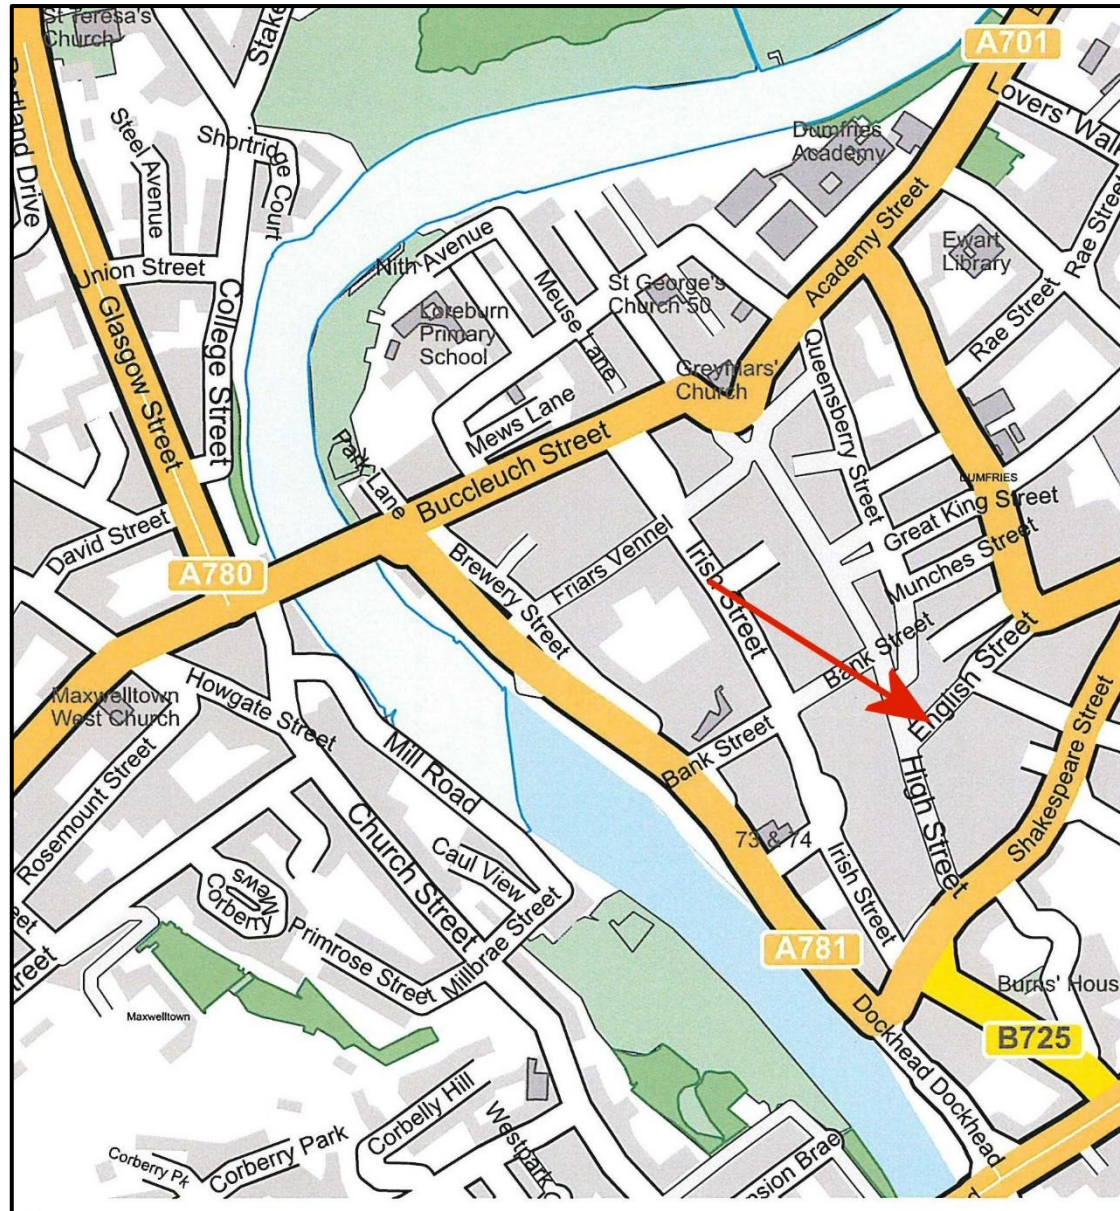 St Teresa's
Church
Stake
A701
Lovers' Walk
Portland Drive
Steel Avenue
Shortridge Court
Dumfries
Academy
Academy Street
Rae Street
Ewart
Library
Union Street
Nith Avenue
Meuse Lane
St George's
Church 50
College Street
Glasgow Street
Loreburn
Primary
School
Rae Street
Queensberry Street
Greyfriars'
Church
Mews Lane
Buccleuch Street
Park Lane
DUMFRIES
Great King Street
Munches Street
David Street
A780
Brewery Street
Friars Vennel
Irish Street
Bank Street
English Street
Maxwelltown
West Church
Howgate Street
Mill Road
Bank Street
High Street
Shakespeare Street
Rosemount Street
Church Street
Caul View
73 & 74
Irish Street
Corberry
Mews
Primrose Street
Millbrae Street
A781
Burns' Hous
Maxwelltown
Dockhead
Dockhead
B725
Corbelly Hill
Westpark
Corberry Park
Corberry Pk
nsion Brae